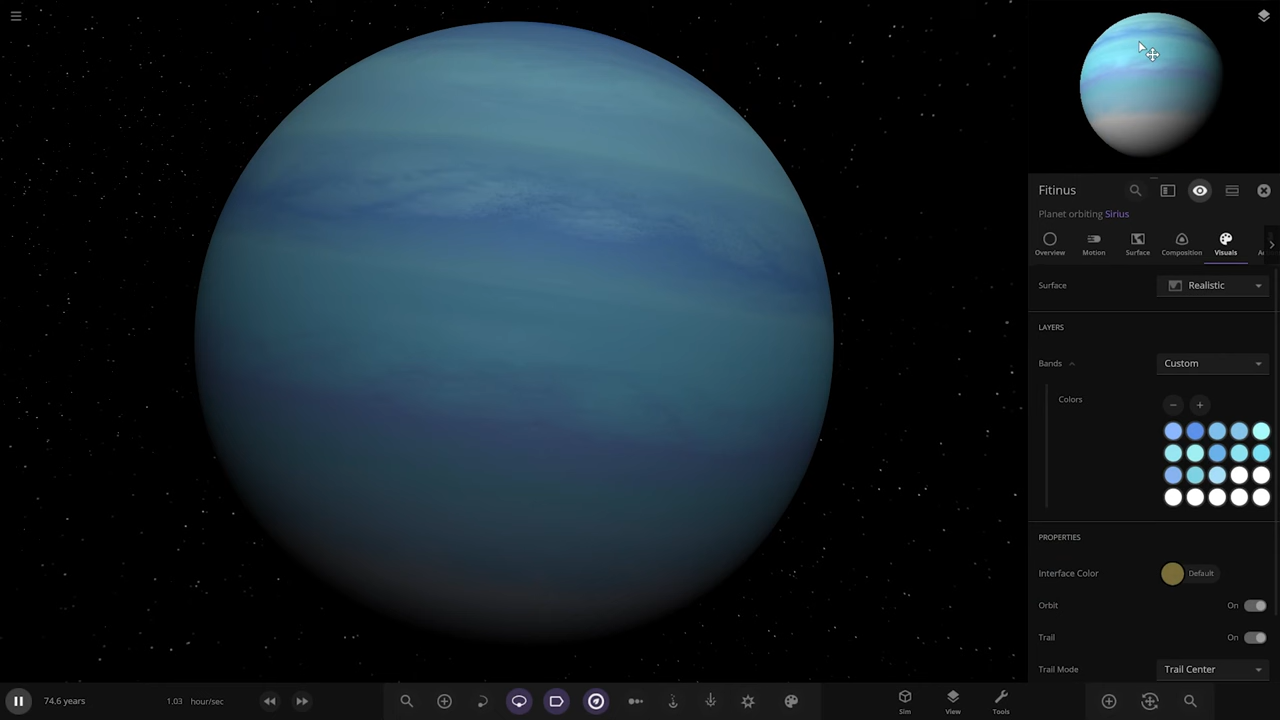 Fitinus
Planet orbiting Sirius
Overview Motion Surface Composition Visuals
Surface Realistic
LAYERS
Bands Custom
Colors
PROPERTIES
Interface Color Default
Orbit On
Trail On
Trail Mode Trail Center
74.6 years 1.03 hour/sec Sim View Tools